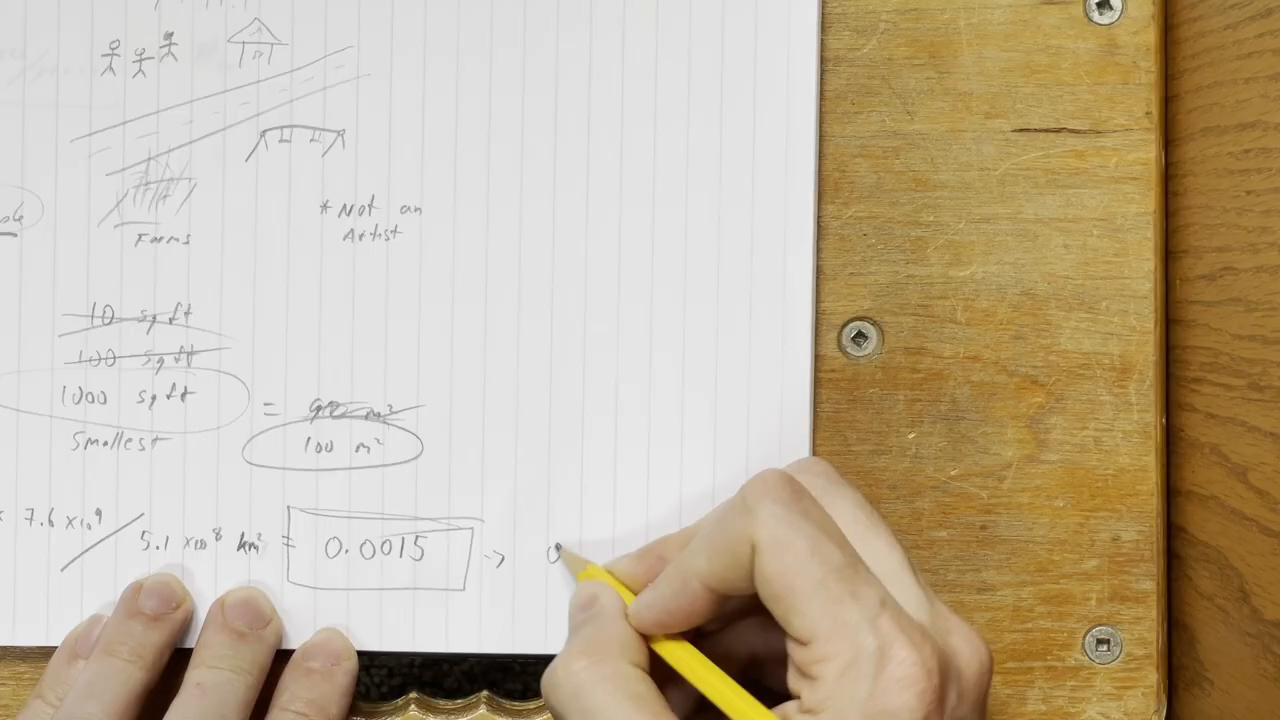 Farms
* Not an
Artist
10 sq ft
100 sq ft
1000 sq ft
= 90 m²
Smallest
100 m²
x 7.6 x10⁹
/ 5.1 x10⁸ km² = 0.0015 → 0